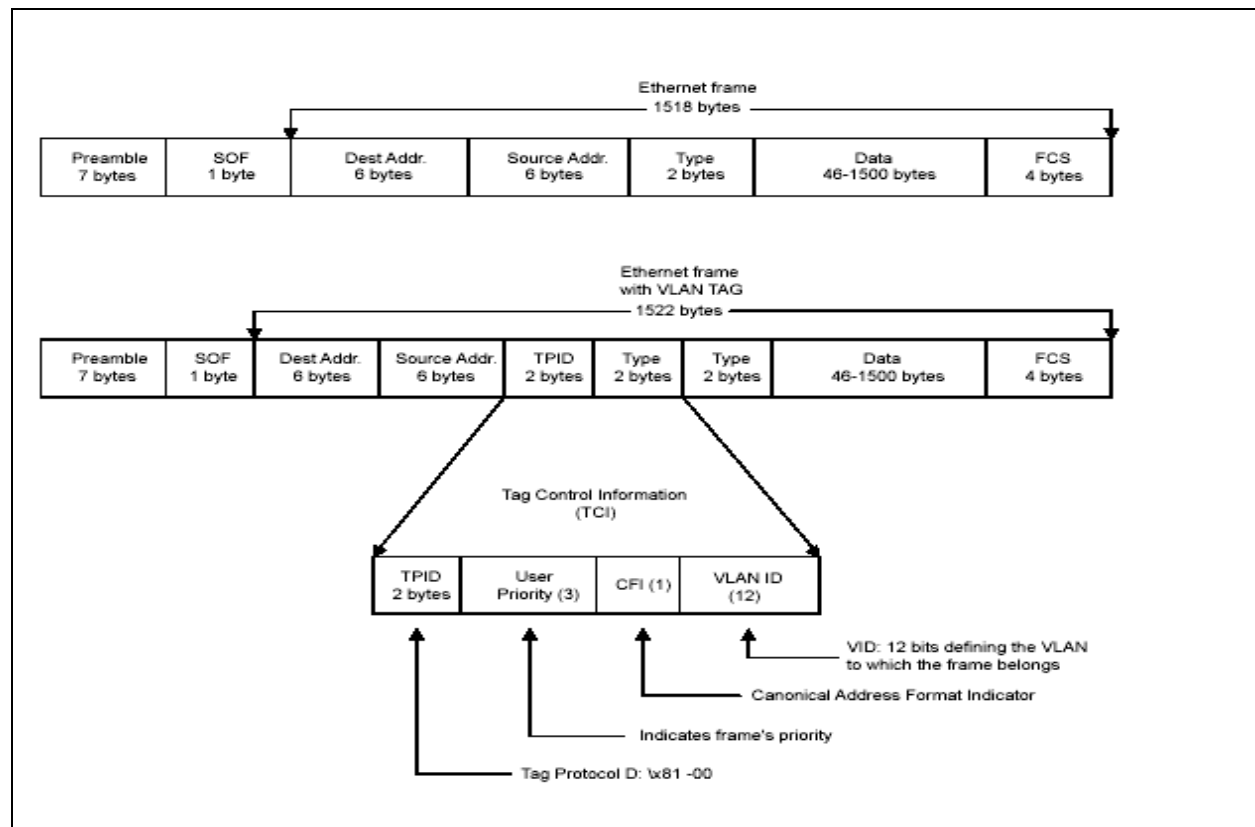 Ethernet frame
1518 bytes
Preamble
7 bytes
SOF
1 byte
Dest Addr.
6 bytes
Source Addr.
6 bytes
Type
2 bytes
Data
46-1500 bytes
FCS
4 bytes
Ethernet frame
with VLAN TAG
1522 bytes
Preamble
7 bytes
SOF
1 byte
Dest Addr.
6 bytes
Source Addr.
6 bytes
TPID
2 bytes
Type
2 bytes
Type
2 bytes
Data
46-1500 bytes
FCS
4 bytes
Tag Control Information
(TCI)
TPID
2 bytes
User
Priority (3)
CFI (1)
VLAN ID
(12)
VID: 12 bits defining the VLAN
to which the frame belongs
Canonical Address Format Indicator
Indicates frame's priority
Tag Protocol D: \x81 -00